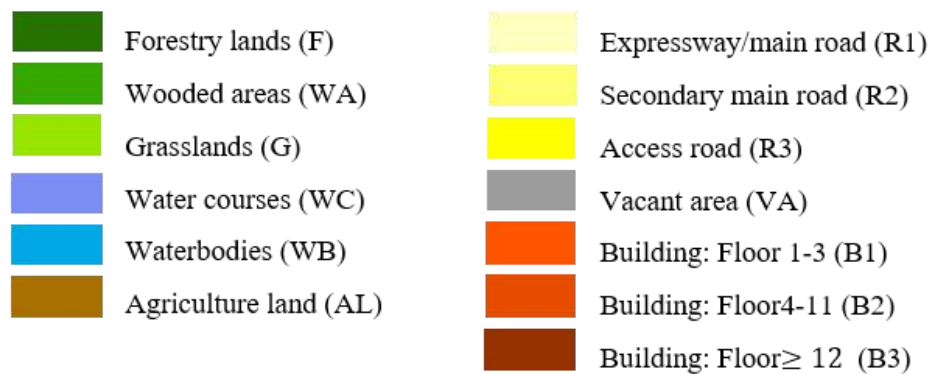 Forestry lands (F)
Wooded areas (WA)
Grasslands (G)
Water courses (WC)
Waterbodies (WB)
Agriculture land (AL)
Expressway/main road (R1)
Secondary main road (R2)
Access road (R3)
Vacant area (VA)
Building: Floor 1-3 (B1)
Building: Floor4-11 (B2)
Building: Floor≥ 12 (B3)